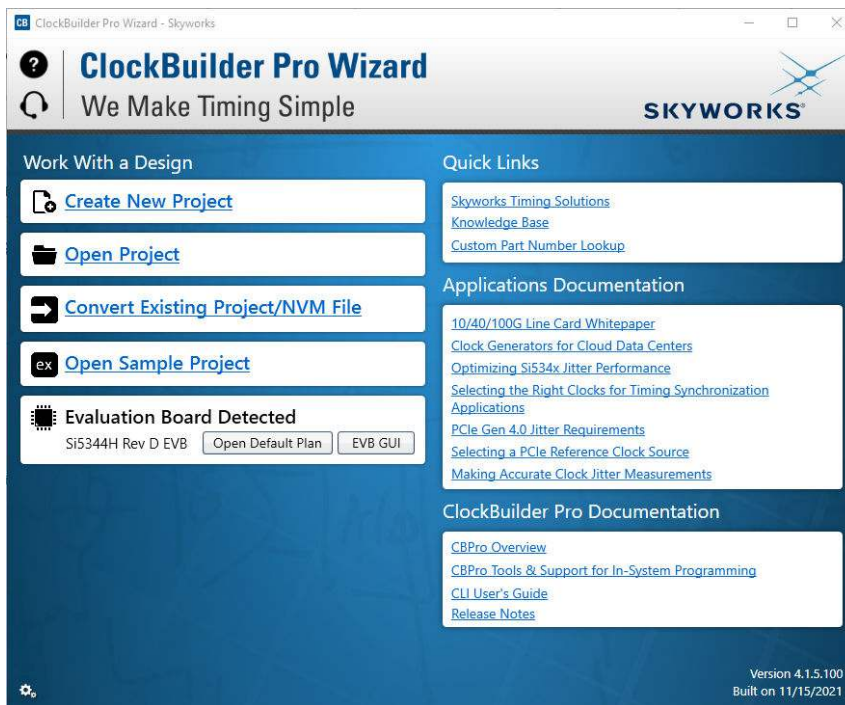 CB ClockBuilder Pro Wizard - Skyworks
ClockBuilder Pro Wizard
We Make Timing Simple
SKYWORKS®
Work With a Design
Create New Project
Open Project
Convert Existing Project/NVM File
ex Open Sample Project
Evaluation Board Detected
Si5344H Rev D EVB Open Default Plan EVB GUI
Quick Links
Skyworks Timing Solutions
Knowledge Base
Custom Part Number Lookup
Applications Documentation
10/40/100G Line Card Whitepaper
Clock Generators for Cloud Data Centers
Optimizing Si534x Jitter Performance
Selecting the Right Clocks for Timing Synchronization
Applications
PCIe Gen 4.0 Jitter Requirements
Selecting a PCIe Reference Clock Source
Making Accurate Clock Jitter Measurements
ClockBuilder Pro Documentation
CBPro Overview
CBPro Tools & Support for In-System Programming
CLI User's Guide
Release Notes
Version 4.1.5.100
Built on 11/15/2021